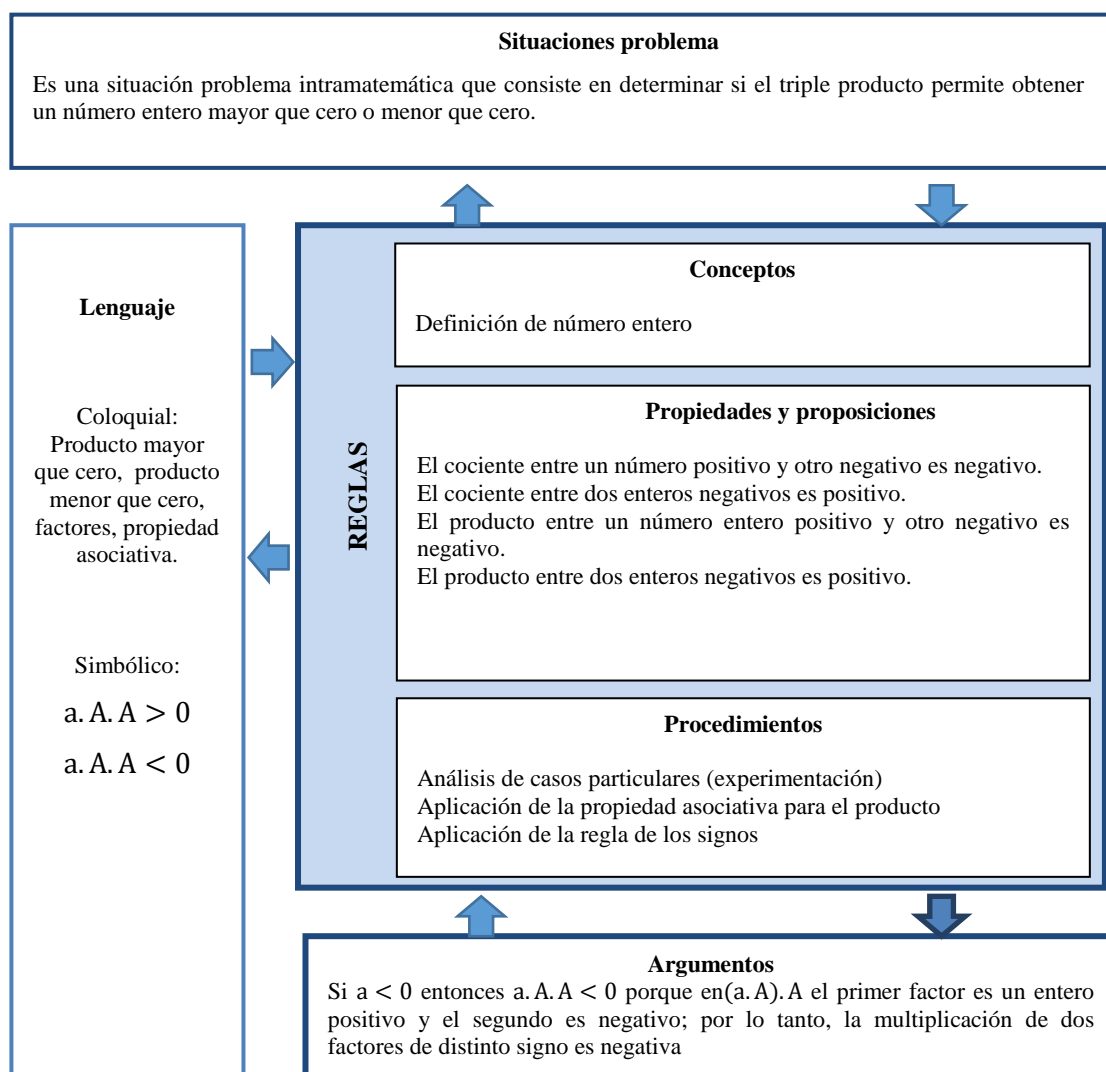 Situaciones problema
Es una situación problema intramatemática que consiste en determinar si el triple producto permite obtener
un número entero mayor que cero o menor que cero.
Lenguaje
Coloquial:
Producto mayor
que cero, producto
menor que cero,
factores, propiedad
asociativa.
Simbólico:
a. A. A > 0
a. A. A < 0
REGLAS
Conceptos
Definición de número entero
Propiedades y proposiciones
El cociente entre un número positivo y otro negativo es negativo.
El cociente entre dos enteros negativos es positivo.
El producto entre un número entero positivo y otro negativo es
negativo.
El producto entre dos enteros negativos es positivo.
Procedimientos
Análisis de casos particulares (experimentación)
Aplicación de la propiedad asociativa para el producto
Aplicación de la regla de los signos
Argumentos
Si a < 0 entonces a. A. A < 0 porque en(a. A). A el primer factor es un entero
positivo y el segundo es negativo; por lo tanto, la multiplicación de dos
factores de distinto signo es negativa